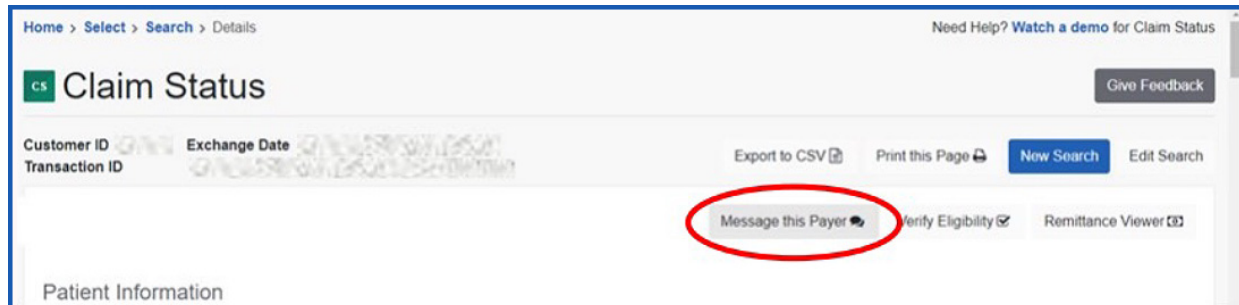 Home > Select > Search > Details
Need Help? Watch a demo for Claim Status
CS Claim Status
Give Feedback
Customer ID Exchange Date
Transaction ID
Export to CSV Print this Page New Search Edit Search
Message this Payer Verify Eligibility Remittance Viewer
Patient Information